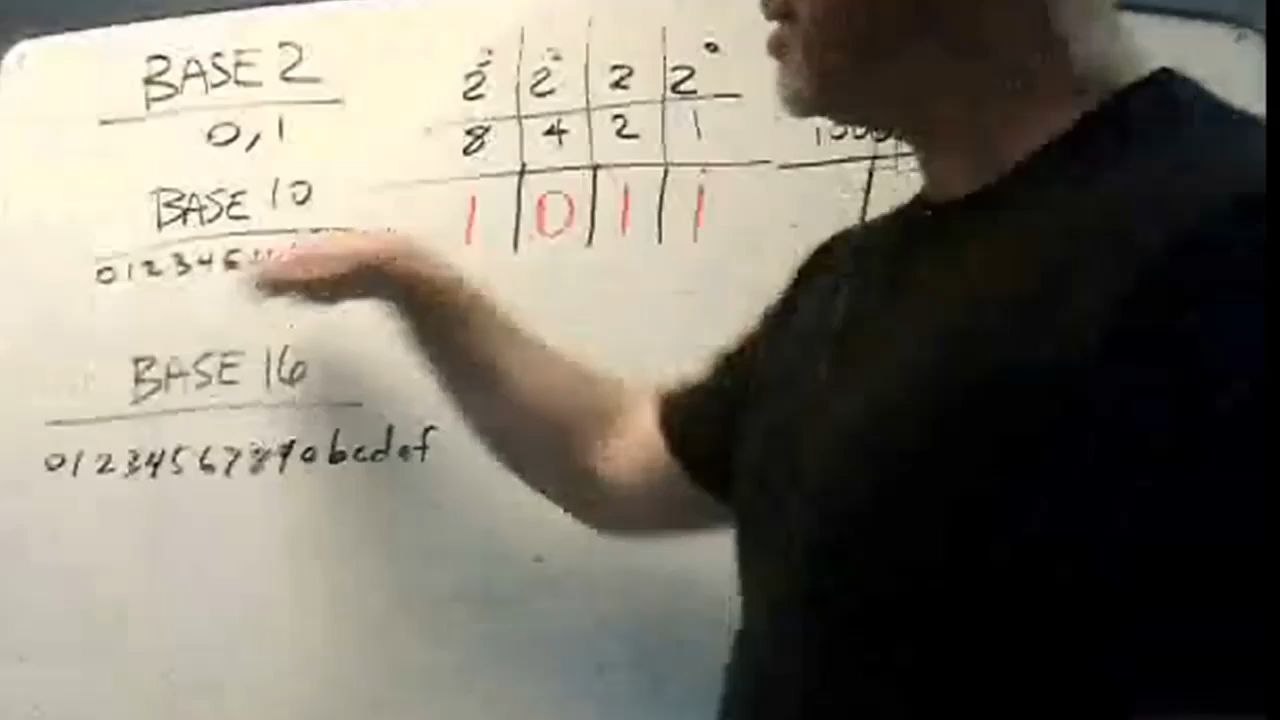 BASE 2
0,1
2³ 2² 2 2⁰
8 4 2 1
1 0 1 1
BASE 10
0123456
BASE 16
0123456789abcdef